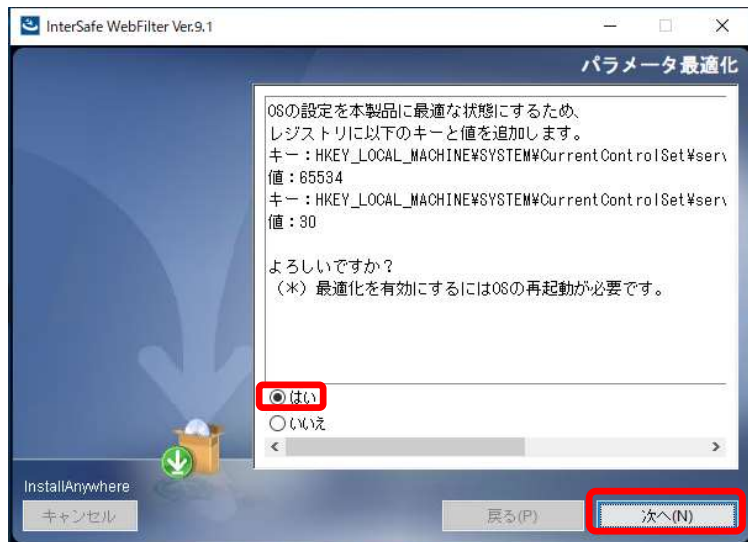 InterSafe WebFilter Ver.9.1
パラメータ最適化
OSの設定を本製品に最適な状態にするため、
レジストリに以下のキーと値を追加します。
キー：HKEY_LOCAL_MACHINE¥SYSTEM¥CurrentControlSet¥serv
値：65534
キー：HKEY_LOCAL_MACHINE¥SYSTEM¥CurrentControlSet¥serv
値：30
よろしいですか？
（＊）最適化を有効にするにはOSの再起動が必要です。
はい
いいえ
InstallAnywhere
キャンセル
戻る(P)
次へ(N)